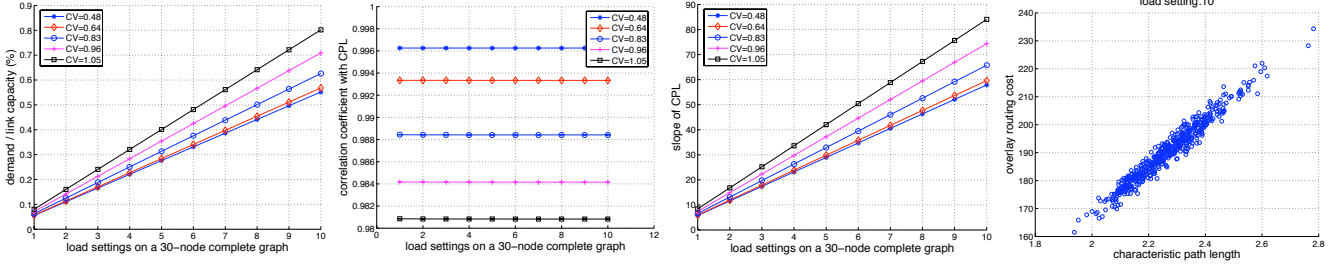 demand / link capacity (%)
0.9
0.8
0.7
0.6
0.5
0.4
0.3
0.2
0.1
0
CV=0.48
CV=0.64
CV=0.83
CV=0.96
CV=1.05
1 2 3 4 5 6 7 8 9 10
load settings on a 30-node complete graph
correlation coefficient with CPL
1
0.998
0.996
0.994
0.992
0.99
0.988
0.986
0.984
0.982
0.98
CV=0.48
CV=0.64
CV=0.83
CV=0.96
CV=1.05
0 2 4 6 8 10 12
load settings on a 30-node complete graph
slope of CPL
90
80
70
60
50
40
30
20
10
0
CV=0.48
CV=0.64
CV=0.83
CV=0.96
CV=1.05
1 2 3 4 5 6 7 8 9 10
load settings on a 30-node complete graph
load setting:10
overlay routing cost
240
230
220
210
200
190
180
170
160
1.8 2 2.2 2.4 2.6 2.8
characteristic path length